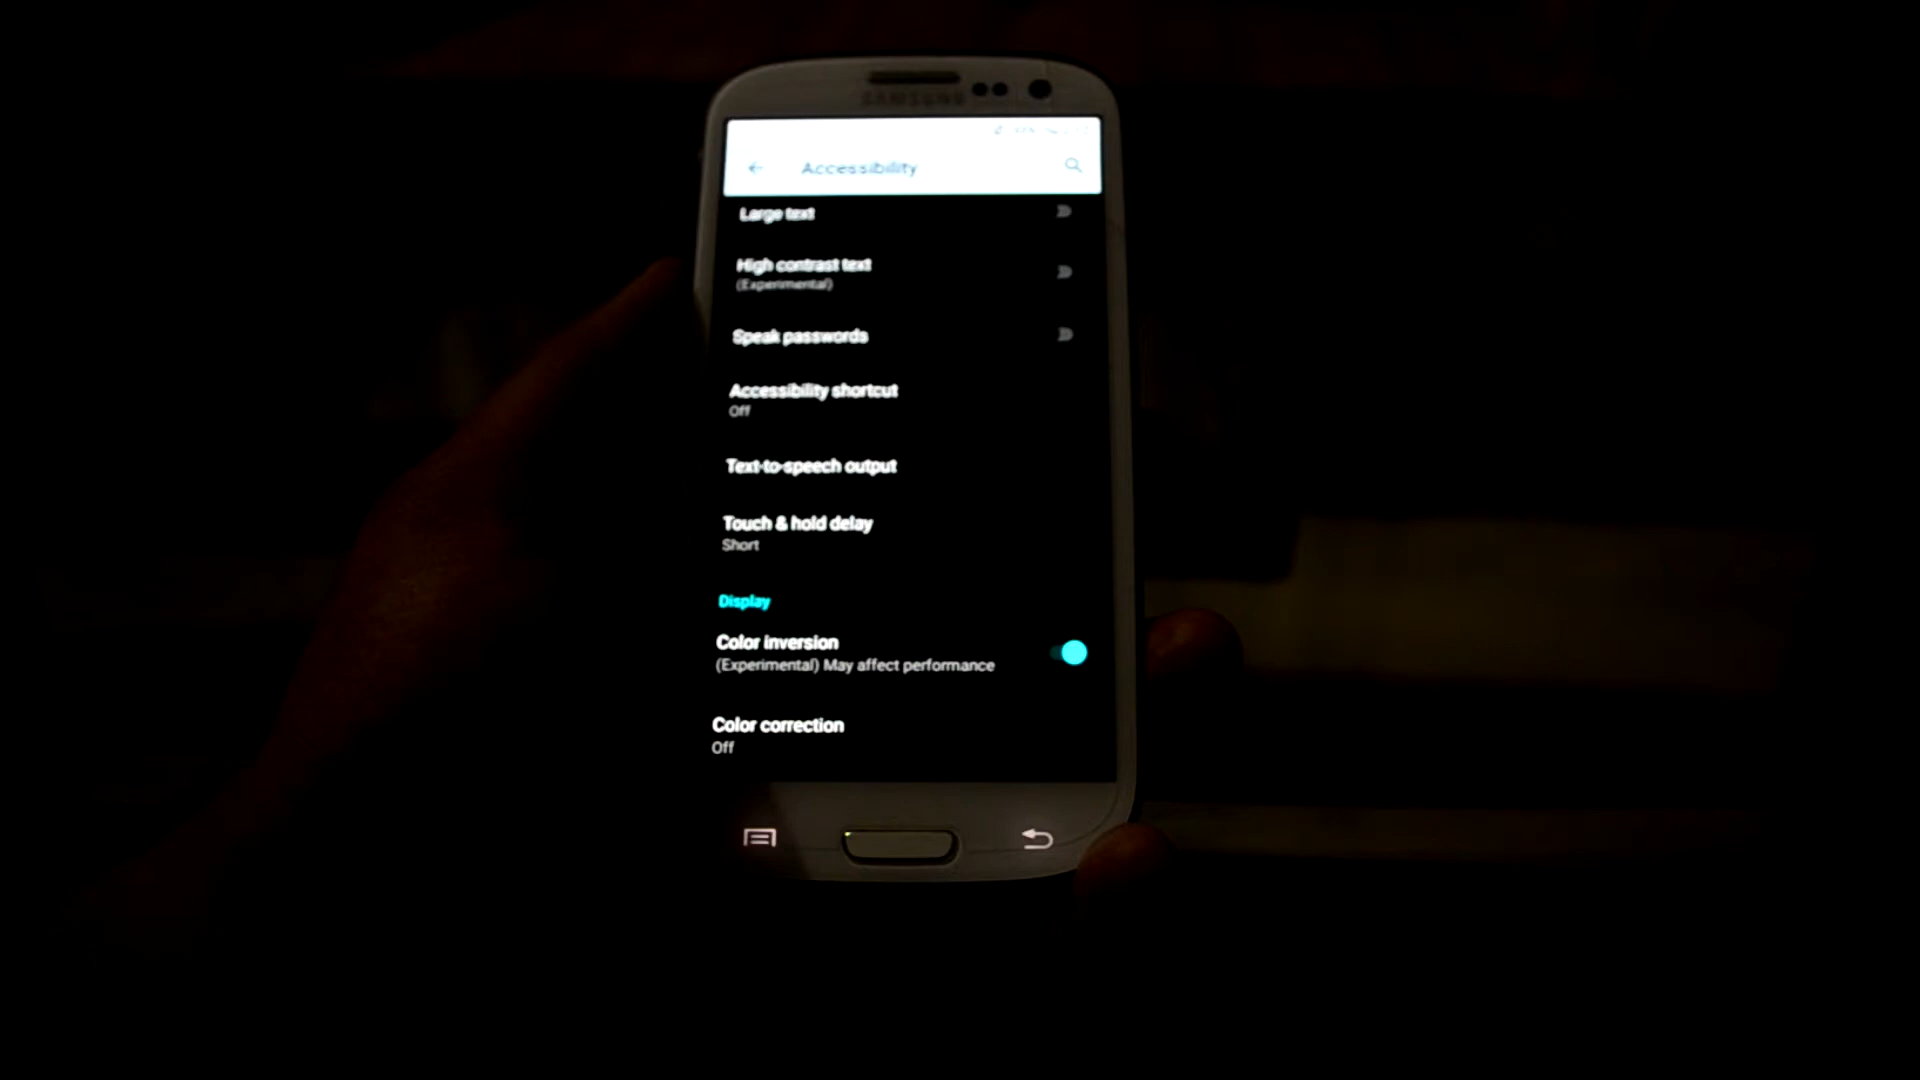 SAMSUNG
Accessibility
Large text
High contrast text
(Experimental)
Speak passwords
Accessibility shortcut
Off
Text-to-speech output
Touch & hold delay
Short
Display
Color inversion
(Experimental) May affect performance
Color correction
Off